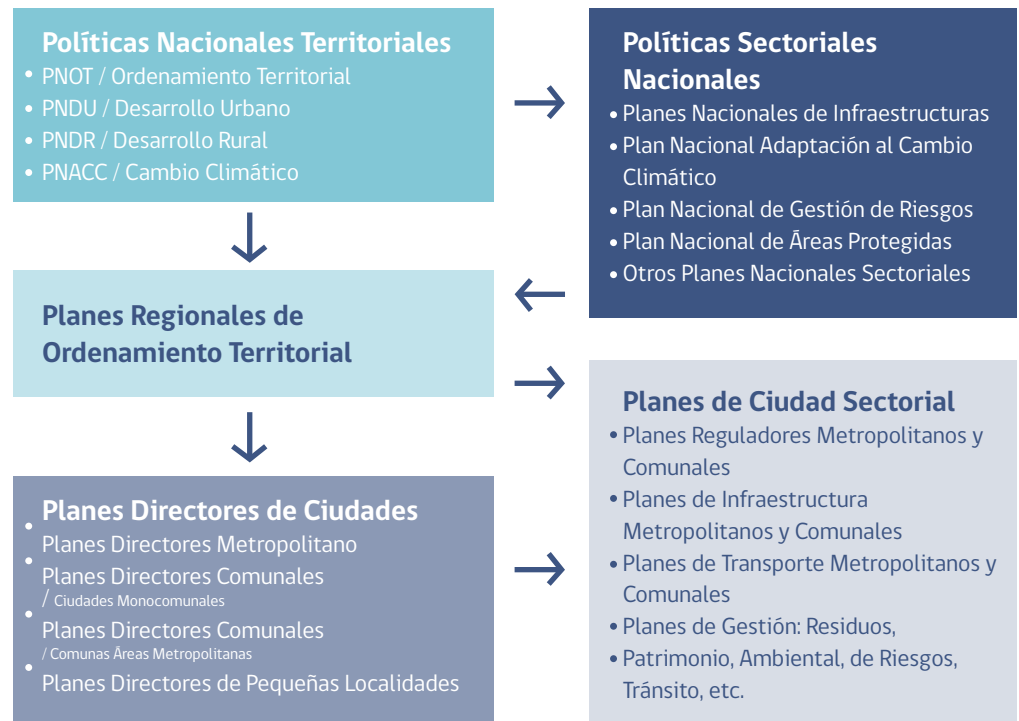 Políticas Nacionales Territoriales
• PNOT / Ordenamiento Territorial
• PNDU / Desarrollo Urbano
• PNDR / Desarrollo Rural
• PNACC / Cambio Climático
Políticas Sectoriales
Nacionales
• Planes Nacionales de Infraestructuras
• Plan Nacional Adaptación al Cambio
Climático
• Plan Nacional de Gestión de Riesgos
• Plan Nacional de Áreas Protegidas
• Otros Planes Nacionales Sectoriales
Planes Regionales de
Ordenamiento Territorial
Planes de Ciudad Sectorial
• Planes Reguladores Metropolitanos y
Comunales
• Planes de Infraestructura
Metropolitanos y Comunales
• Planes de Transporte Metropolitanos y
Comunales
• Planes de Gestión: Residuos,
• Patrimonio, Ambiental, de Riesgos,
Tránsito, etc.
Planes Directores de Ciudades
• Planes Directores Metropolitano
• Planes Directores Comunales
/ Ciudades Monocomunales
• Planes Directores Comunales
/ Comunas Áreas Metropolitanas
• Planes Directores de Pequeñas Localidades